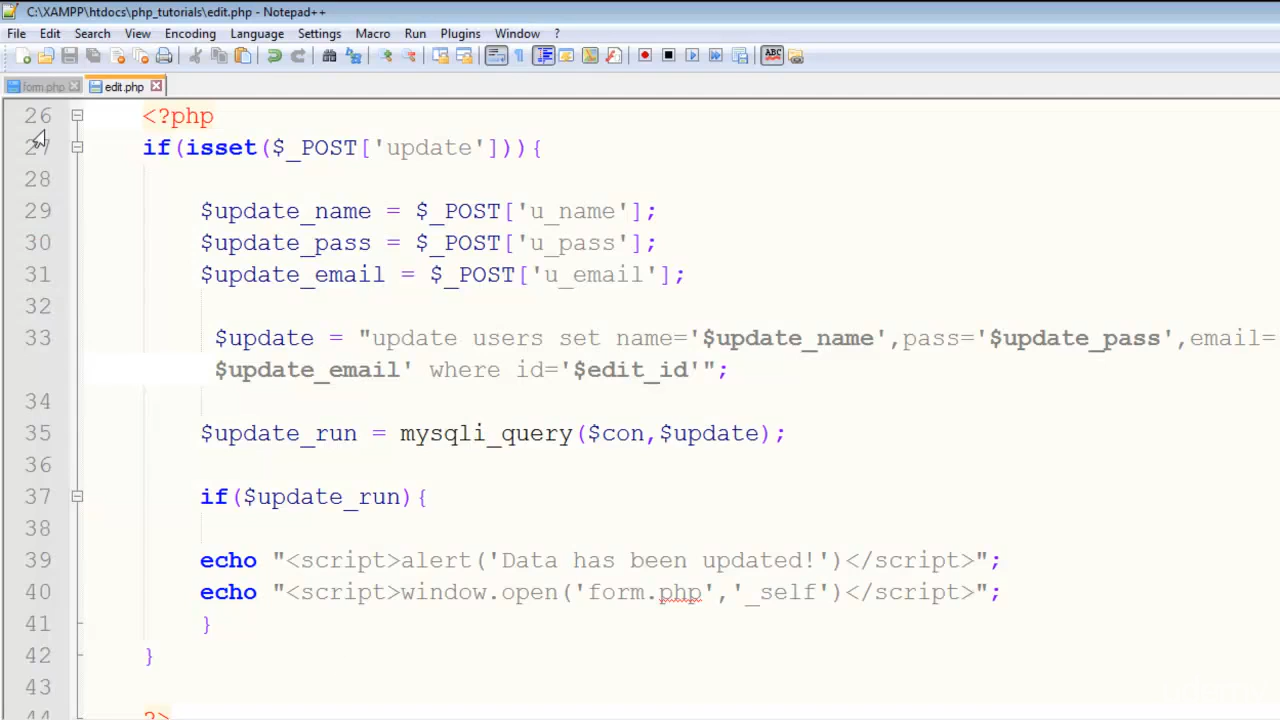 C:\XAMPP\htdocs\php_tutorials\edit.php - Notepad++
File Edit Search View Encoding Language Settings Macro Run Plugins Window ?
ABC
form.php edit.php
26 <?php
27 if(isset($_POST['update'])){
28
29 $update_name = $_POST['u_name'];
30 $update_pass = $_POST['u_pass'];
31 $update_email = $_POST['u_email'];
32
33 $update = "update users set name='$update_name',pass='$update_pass',email=
$update_email' where id='$edit_id'";
34
35 $update_run = mysqli_query($con,$update);
36
37 if($update_run){
38
39 echo "<script>alert('Data has been updated!')</script>";
40 echo "<script>window.open('form.php','_self')</script>";
41 }
42 }
43
44 ?>